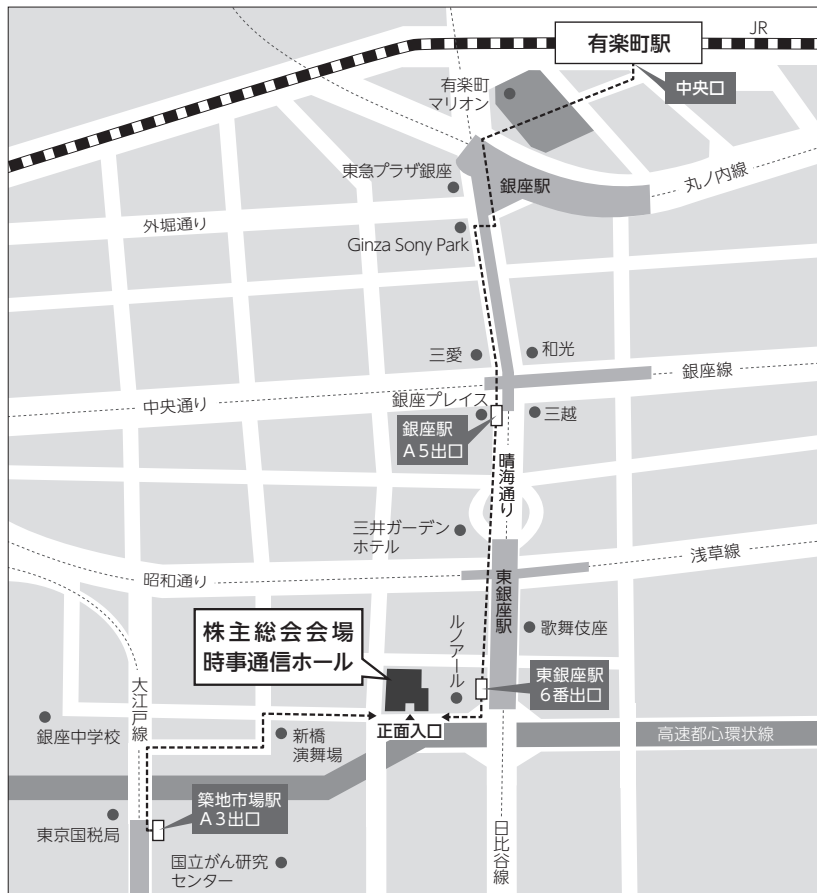 JR
有楽町駅
中央口
有楽町
マリオン
東急プラザ銀座
銀座駅
丸ノ内線
外堀通り
Ginza Sony Park
三愛
和光
銀座線
中央通り
銀座プレイス
三越
銀座駅
A5出口
晴海通り
三井ガーデン
ホテル
浅草線
昭和通り
東銀座駅
株主総会会場
時事通信ホール
ルノアール
歌舞伎座
東銀座駅
6番出口
大江戸線
正面入口
銀座中学校
新橋
演舞場
高速都心環状線
築地市場駅
A3出口
東京国税局
日比谷線
国立がん研究
センター